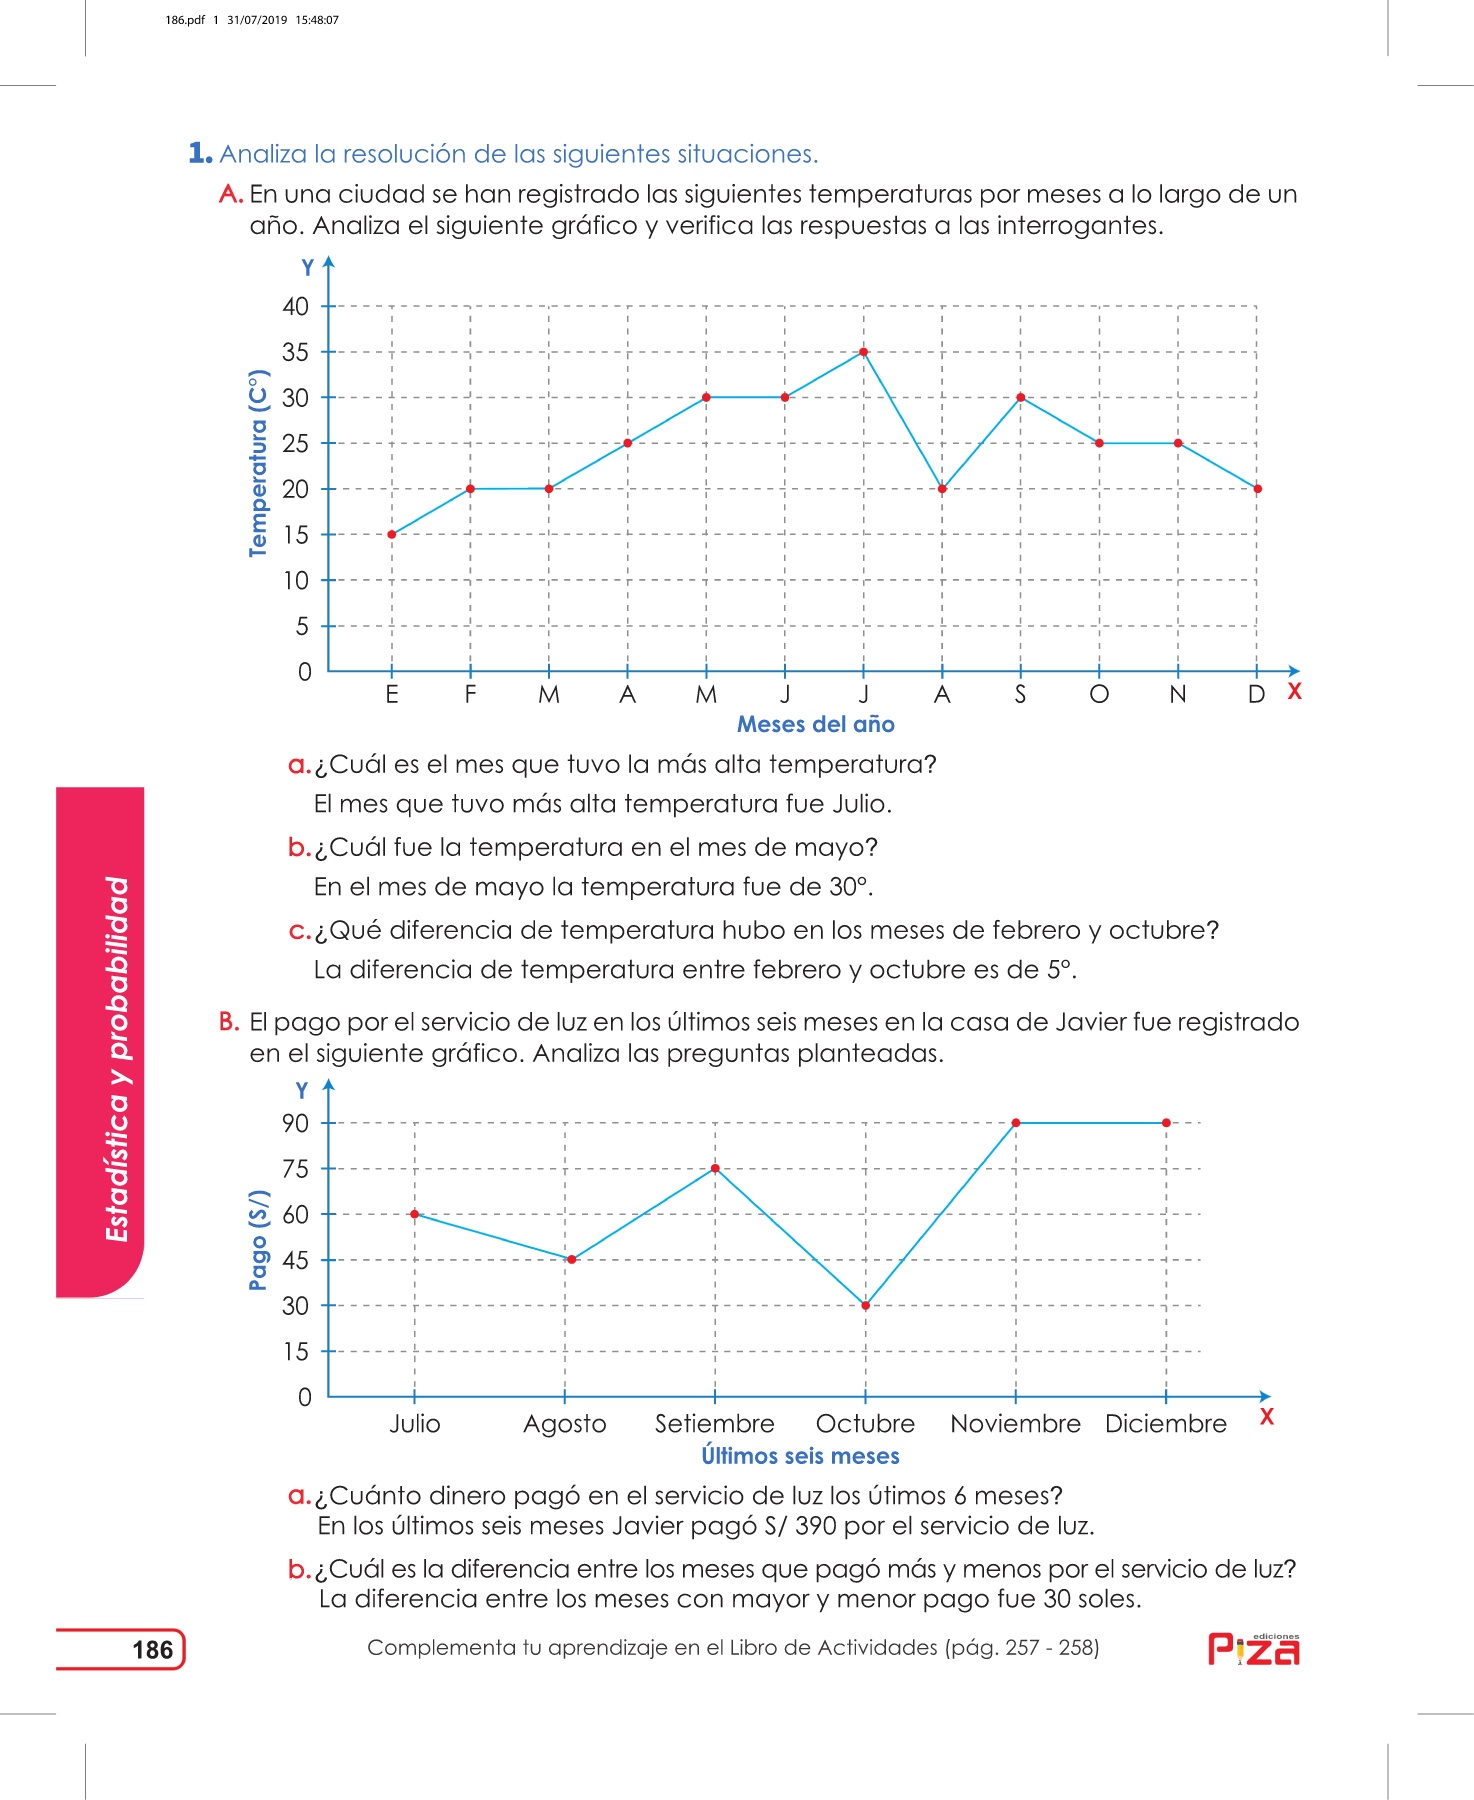 186.pdf 1 31/07/2019 15:48:07
1. Analiza la resolución de las siguientes situaciones.
A. En una ciudad se han registrado las siguientes temperaturas por meses a lo largo de un
año. Analiza el siguiente gráfico y verifica las respuestas a las interrogantes.
Y
40
35
30
25
20
15
10
5
0
Temperatura (C°)
E F M A M J J A S O N D X
Meses del año
a. ¿Cuál es el mes que tuvo la más alta temperatura?
El mes que tuvo más alta temperatura fue Julio.
b. ¿Cuál fue la temperatura en el mes de mayo?
En el mes de mayo la temperatura fue de 30°.
c. ¿Qué diferencia de temperatura hubo en los meses de febrero y octubre?
La diferencia de temperatura entre febrero y octubre es de 5°.
Estadística y probabilidad
B. El pago por el servicio de luz en los últimos seis meses en la casa de Javier fue registrado
en el siguiente gráfico. Analiza las preguntas planteadas.
Y
90
75
60
45
30
15
0
Pago (S/)
Julio Agosto Setiembre Octubre Noviembre Diciembre X
Últimos seis meses
a. ¿Cuánto dinero pagó en el servicio de luz los útimos 6 meses?
En los últimos seis meses Javier pagó S/ 390 por el servicio de luz.
b. ¿Cuál es la diferencia entre los meses que pagó más y menos por el servicio de luz?
La diferencia entre los meses con mayor y menor pago fue 30 soles.
186
Complementa tu aprendizaje en el Libro de Actividades (pág. 257 - 258)
ediciones
Piza